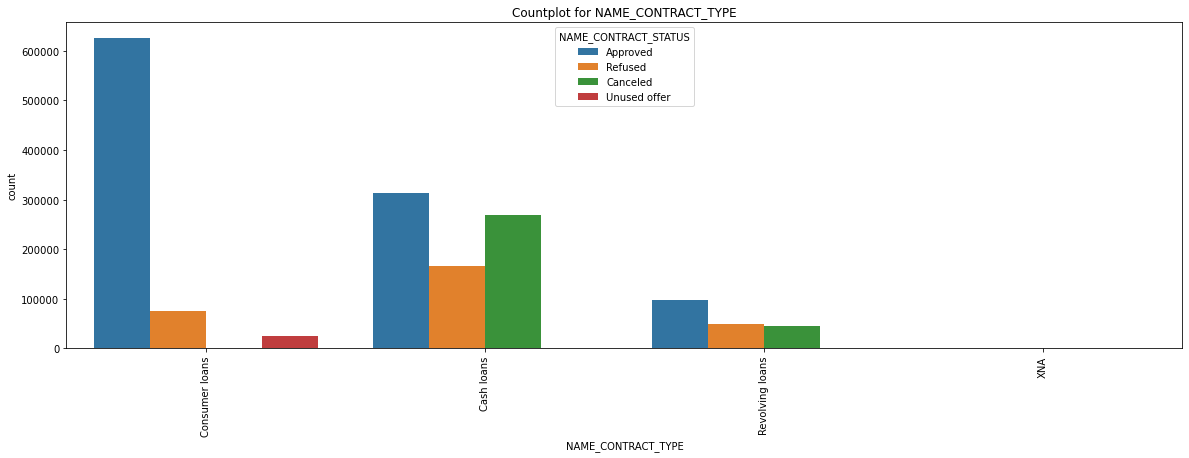 Countplot for NAME_CONTRACT_TYPE
NAME_CONTRACT_STATUS
Approved
Refused
Canceled
Unused offer
600000
500000
400000
300000
200000
100000
0
count
Consumer loans
Cash loans
Revolving loans
XNA
NAME_CONTRACT_TYPE